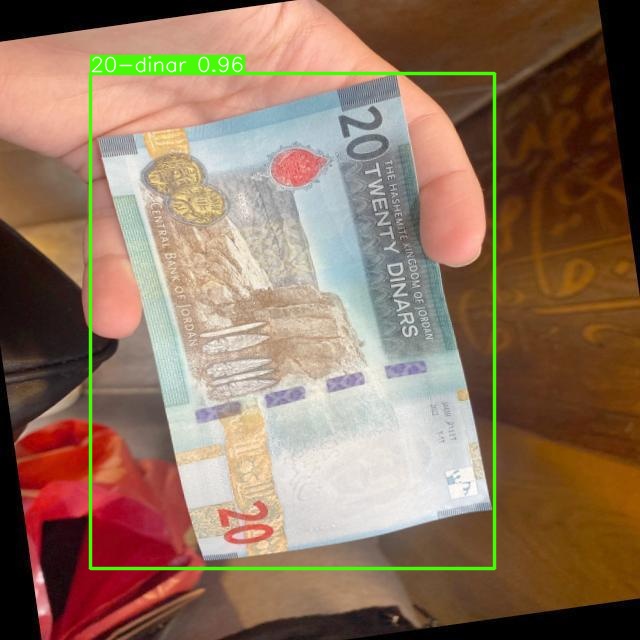 20-dinar 0.96
20
THE HASHEMITE KINGDOM OF JORDAN
TWENTY DINARS
CENTRAL BANK OF JORDAN
20